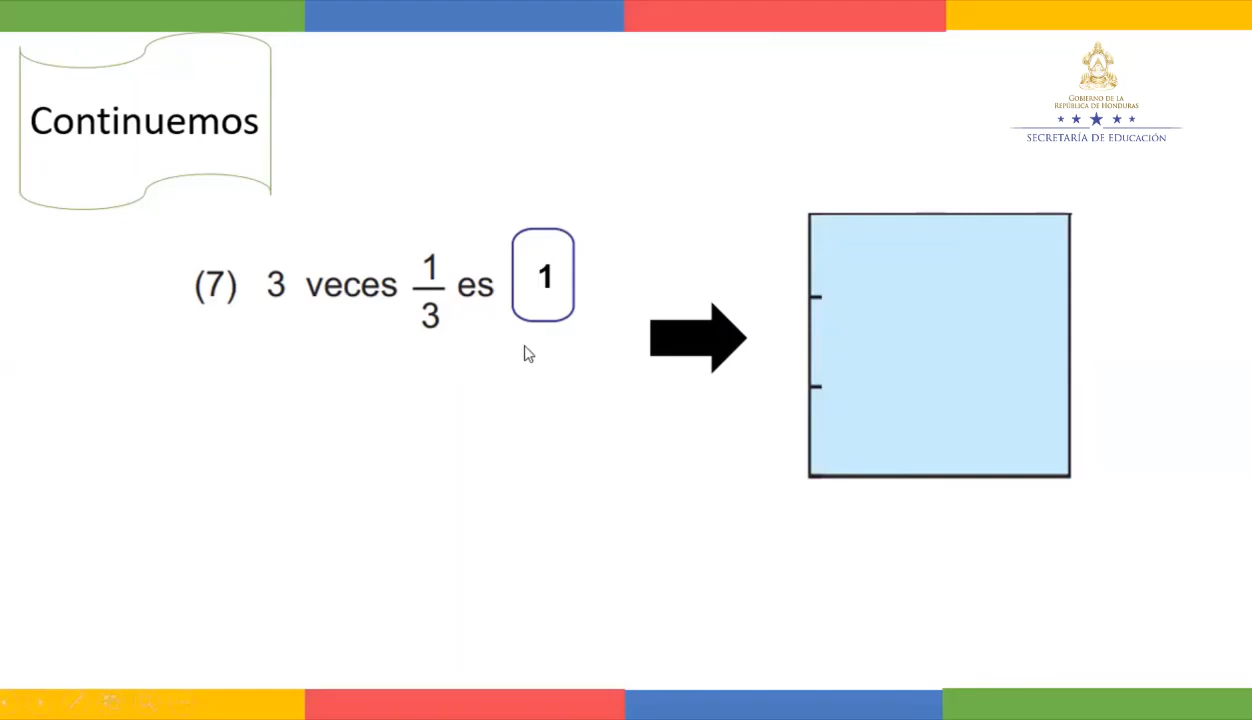 Continuemos
GOBIERNO DE LA
REPÚBLICA DE HONDURAS
SECRETARÍA DE EDUCACIÓN
(7) 3 veces 1/3 es 1